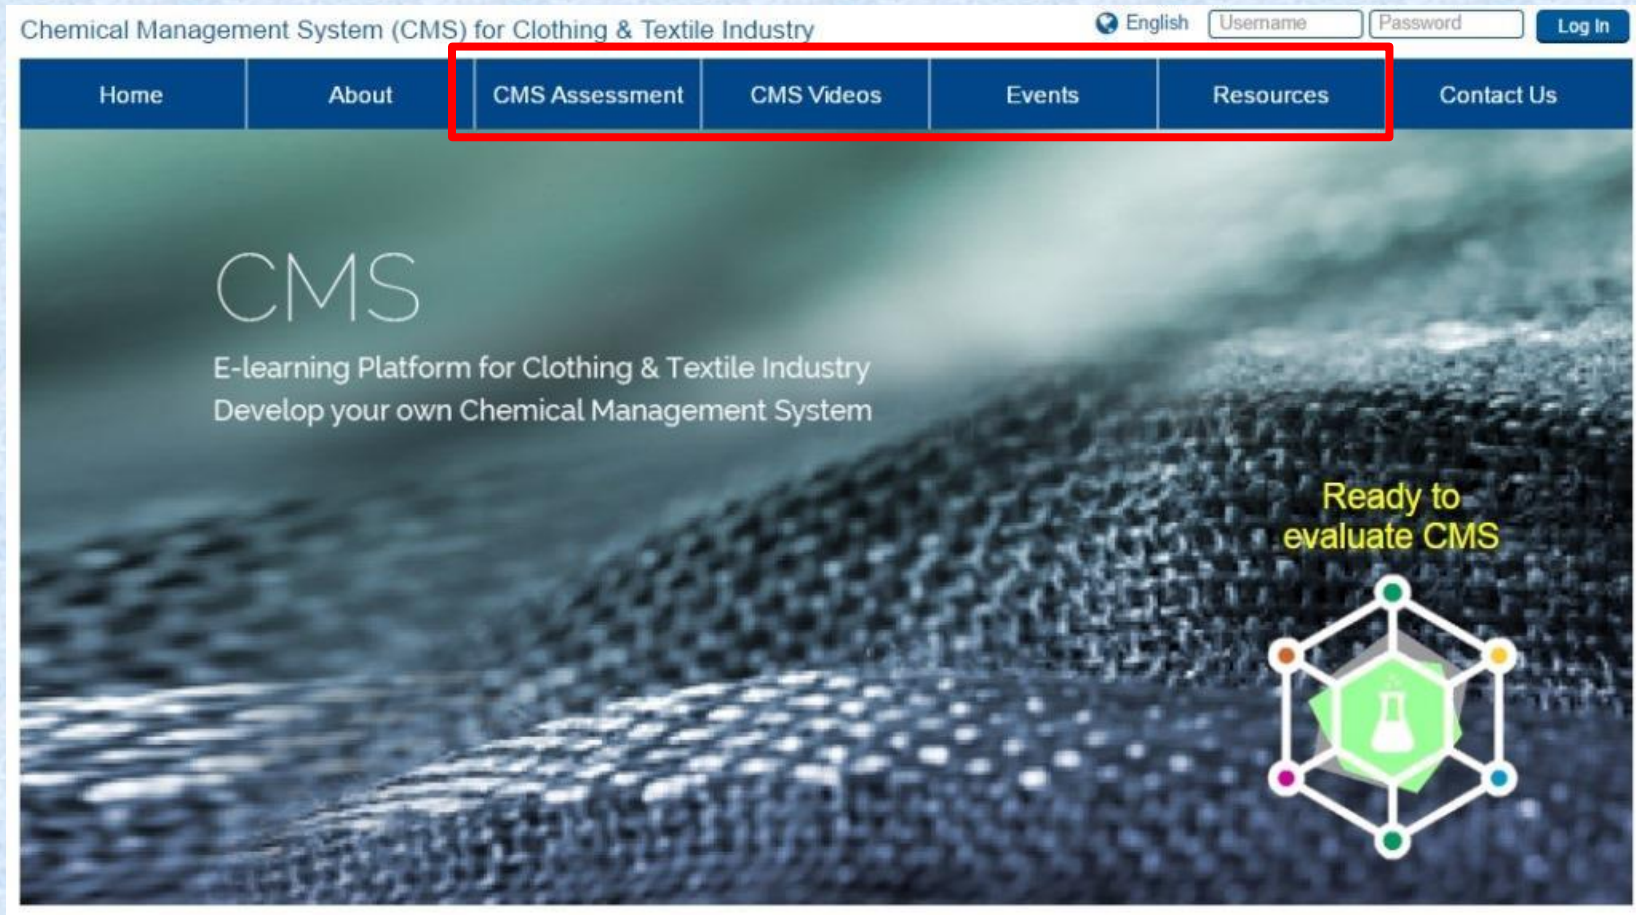 Chemical Management System (CMS) for Clothing & Textile Industry
English Username Password Log In
Home About CMS Assessment CMS Videos Events Resources Contact Us
CMS
E-learning Platform for Clothing & Textile Industry
Develop your own Chemical Management System
Ready to
evaluate CMS